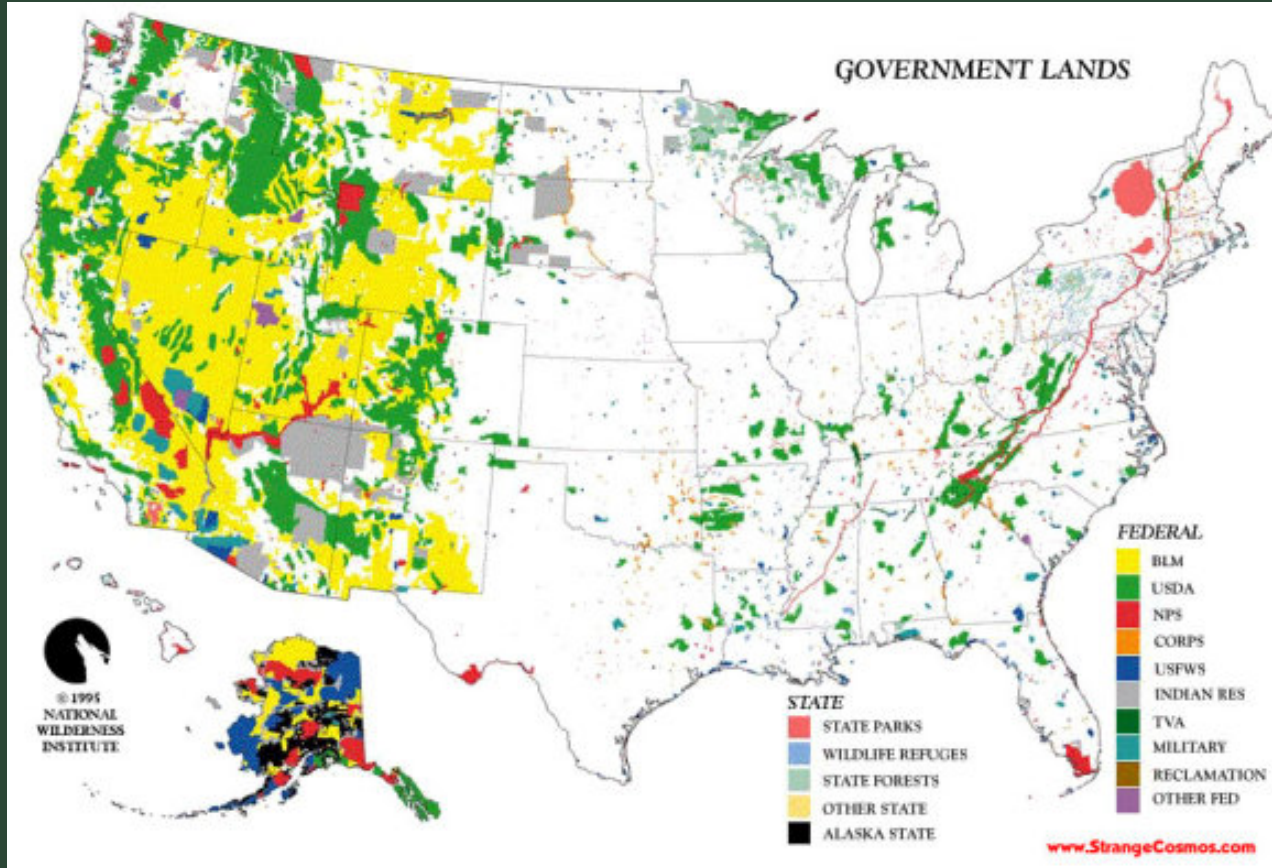 GOVERNMENT LANDS
© 1995
NATIONAL
WILDERNESS
INSTITUTE
STATE
STATE PARKS
WILDLIFE REFUGES
STATE FORESTS
OTHER STATE
ALASKA STATE
FEDERAL
BLM
USDA
NPS
CORPS
USFWS
INDIAN RES
TVA
MILITARY
RECLAMATION
OTHER FED
www.StrangeCosmos.com